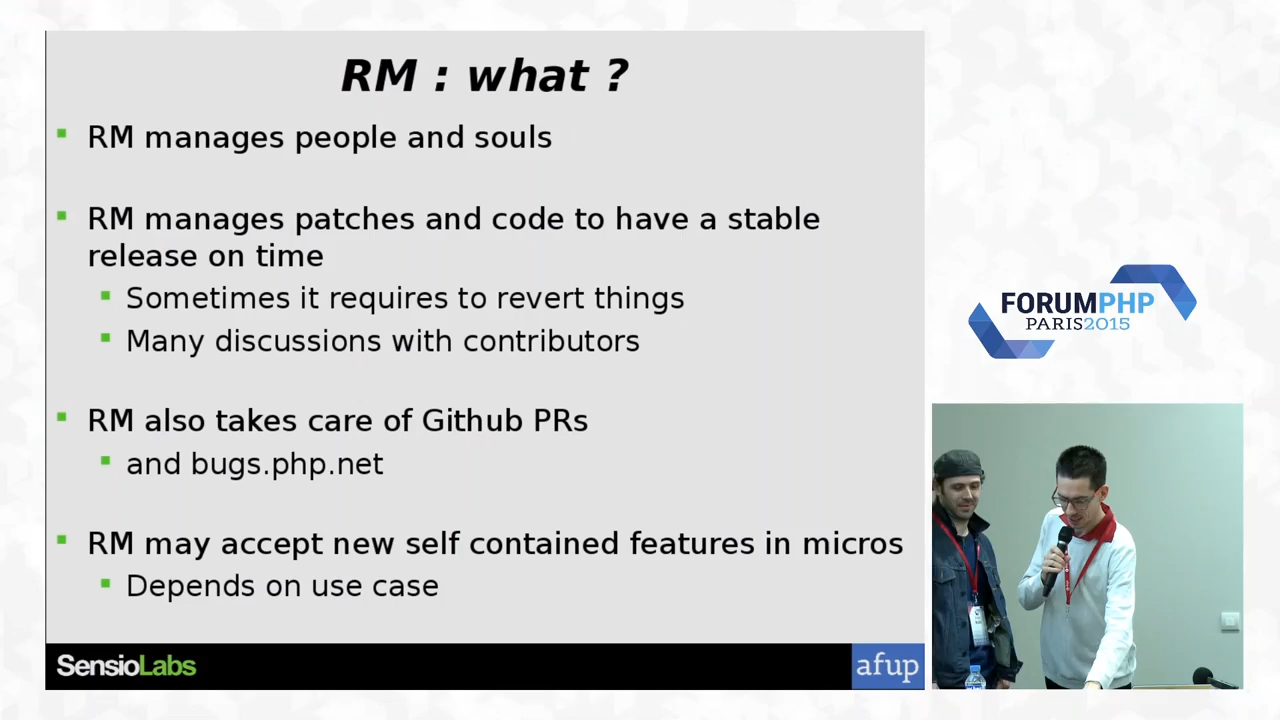 RM : what ?
RM manages people and souls
RM manages patches and code to have a stable
release on time
Sometimes it requires to revert things
Many discussions with contributors
RM also takes care of Github PRs
and bugs.php.net
RM may accept new self contained features in micros
Depends on use case
SensioLabs
afup
FORUMPHP
PARIS2015